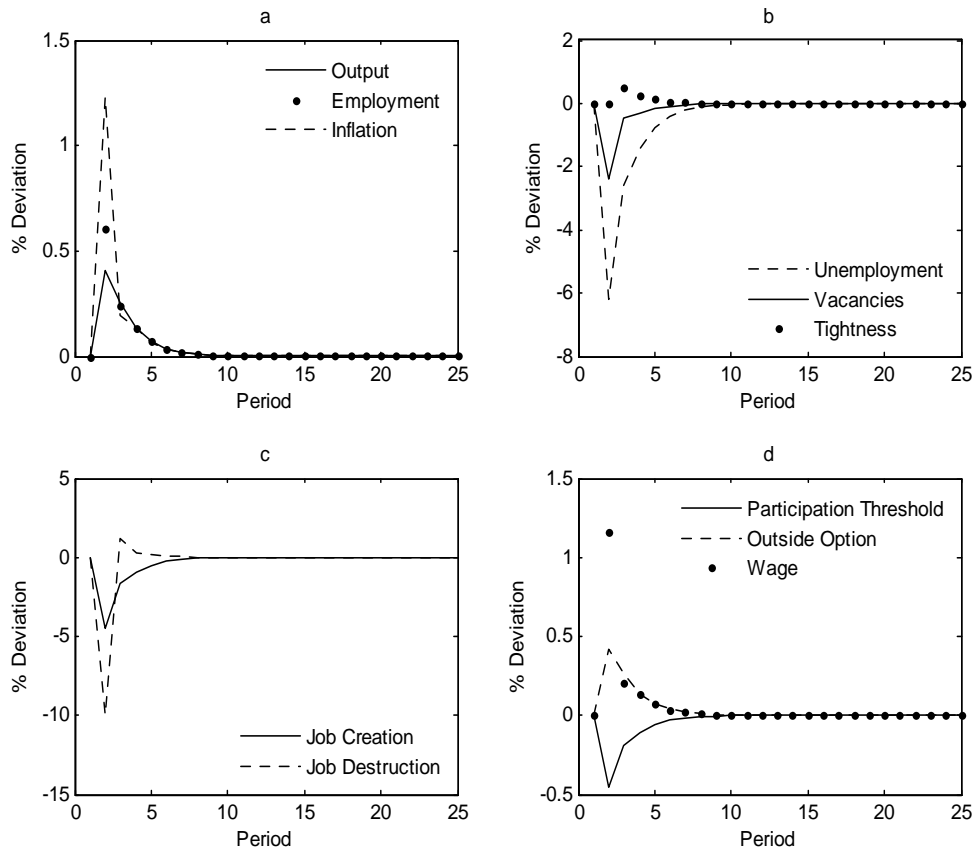 a
1.5
1
0.5
0
% Deviation
Output
Employment
Inflation
0 5 10 15 20 25
Period
b
2
0
-2
-4
-6
-8
% Deviation
Unemployment
Vacancies
Tightness
0 5 10 15 20 25
Period
c
5
0
-5
-10
-15
% Deviation
Job Creation
Job Destruction
0 5 10 15 20 25
Period
d
1.5
1
0.5
0
-0.5
% Deviation
Participation Threshold
Outside Option
Wage
0 5 10 15 20 25
Period